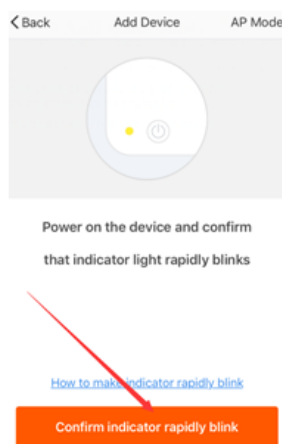 Back Add Device AP Mode
Power on the device and confirm
that indicator light rapidly blinks
How to make indicator rapidly blink
Confirm indicator rapidly blink